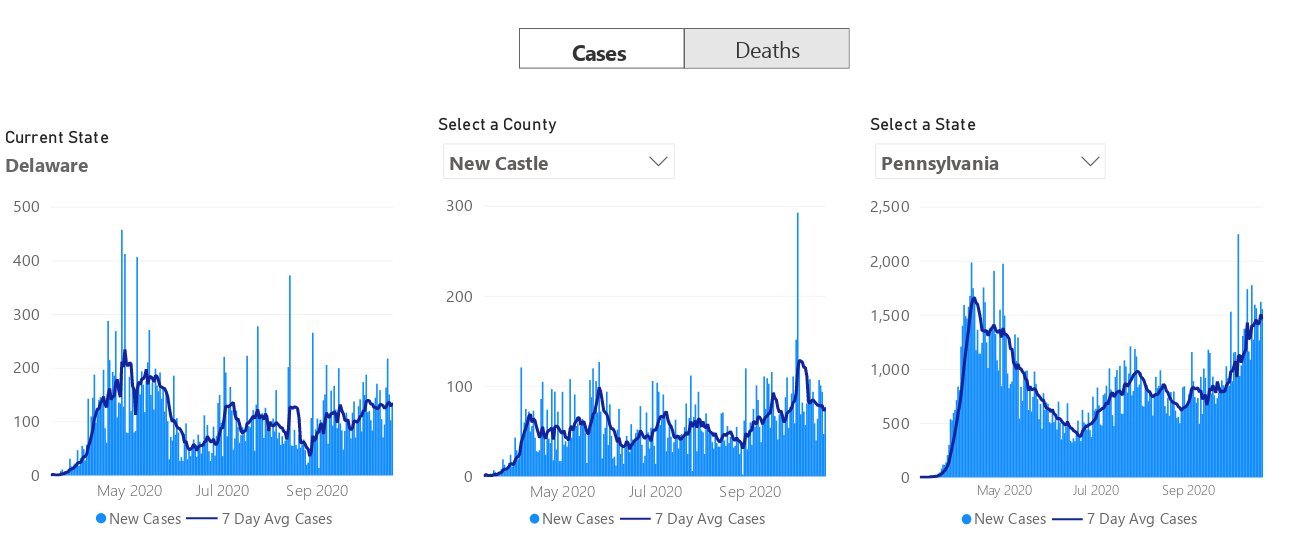 Cases Deaths
Current State
Delaware
500
400
300
200
100
0
May 2020 Jul 2020 Sep 2020
New Cases 7 Day Avg Cases
Select a County
New Castle
300
200
100
0
May 2020 Jul 2020 Sep 2020
New Cases 7 Day Avg Cases
Select a State
Pennsylvania
2,500
2,000
1,500
1,000
500
0
May 2020 Jul 2020 Sep 2020
New Cases 7 Day Avg Cases